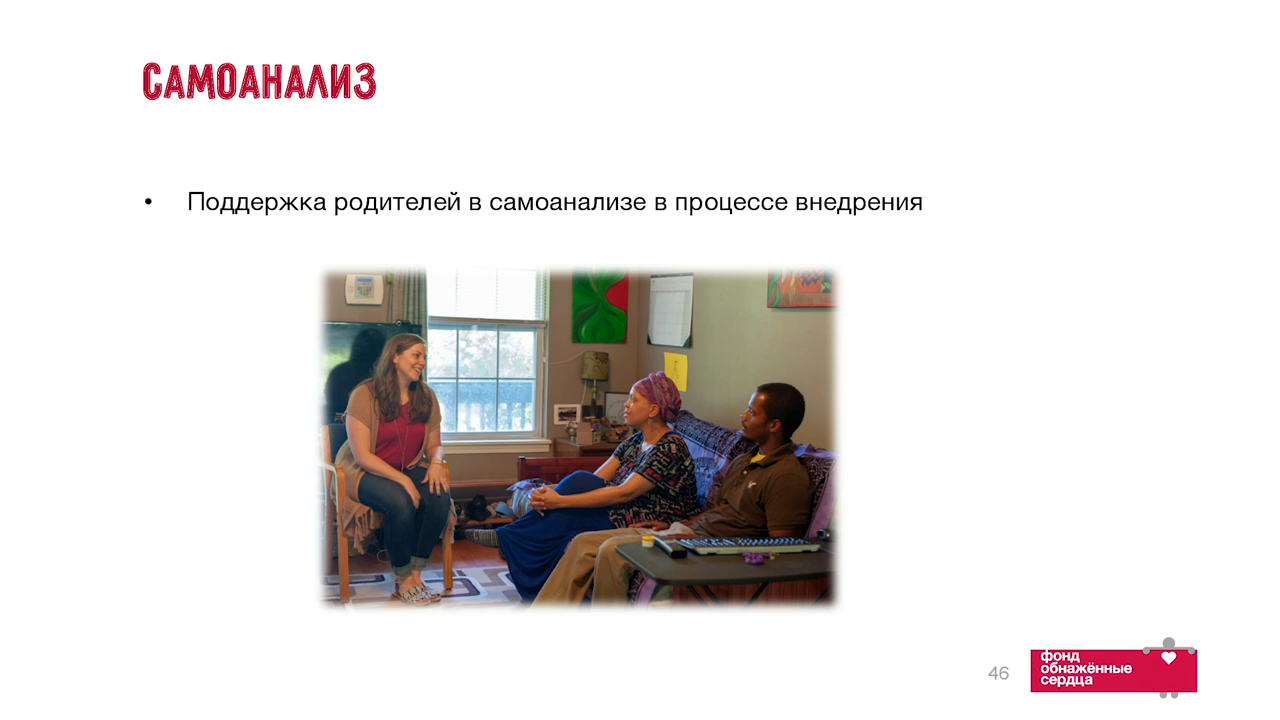 САМОАНАЛИЗ
• Поддержка родителей в самоанализе в процессе внедрения
46
фонд
обнажённые
сердца